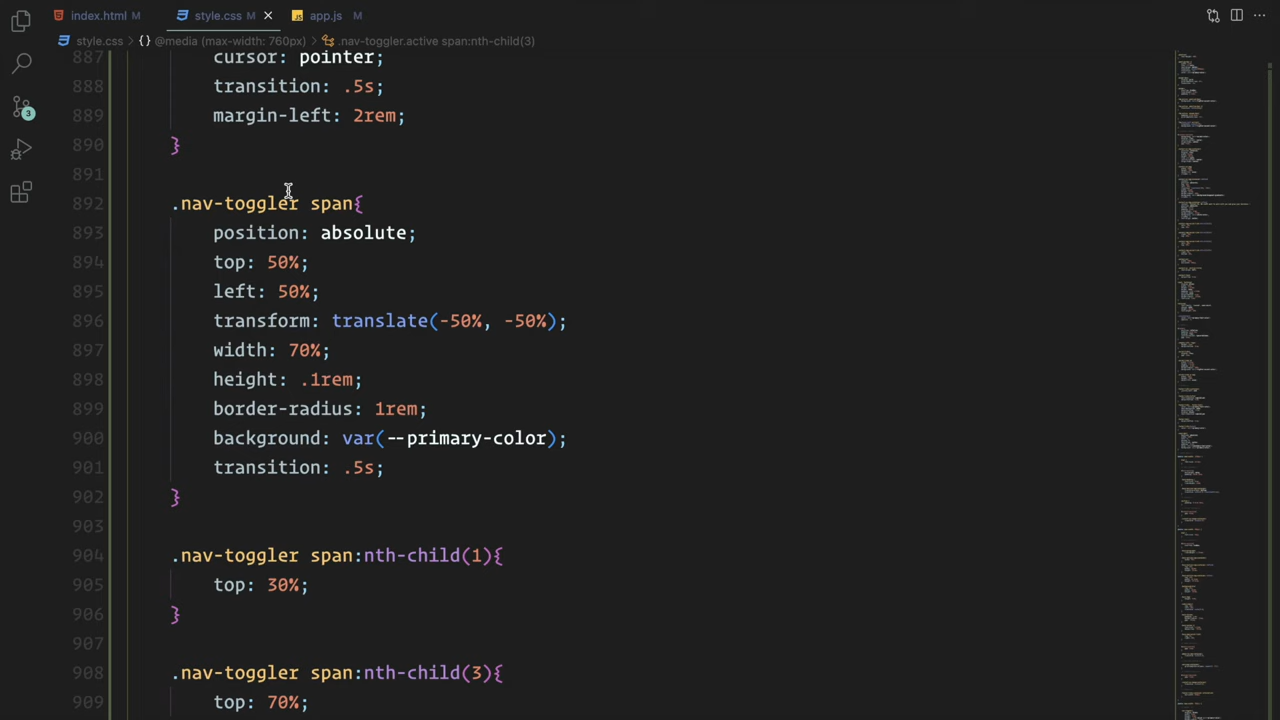 index.html M style.css M app.js M
style.css @media (max-width: 760px) .nav-toggler.active span:nth-child(3)
887 cursor: pointer;
888 transition: .5s;
889 margin-left: 2rem;
890 }
891
892 .nav-toggler span{
893 position: absolute;
894 top: 50%;
895 left: 50%;
896 transform: translate(-50%, -50%);
897 width: 70%;
898 height: .1rem;
899 border-radius: 1rem;
900 background: var(--primary-color);
901 transition: .5s;
902 }
903
904 .nav-toggler span:nth-child(1){
905 top: 30%;
906 }
907
908 .nav-toggler span:nth-child(3){
909 top: 70%;
3